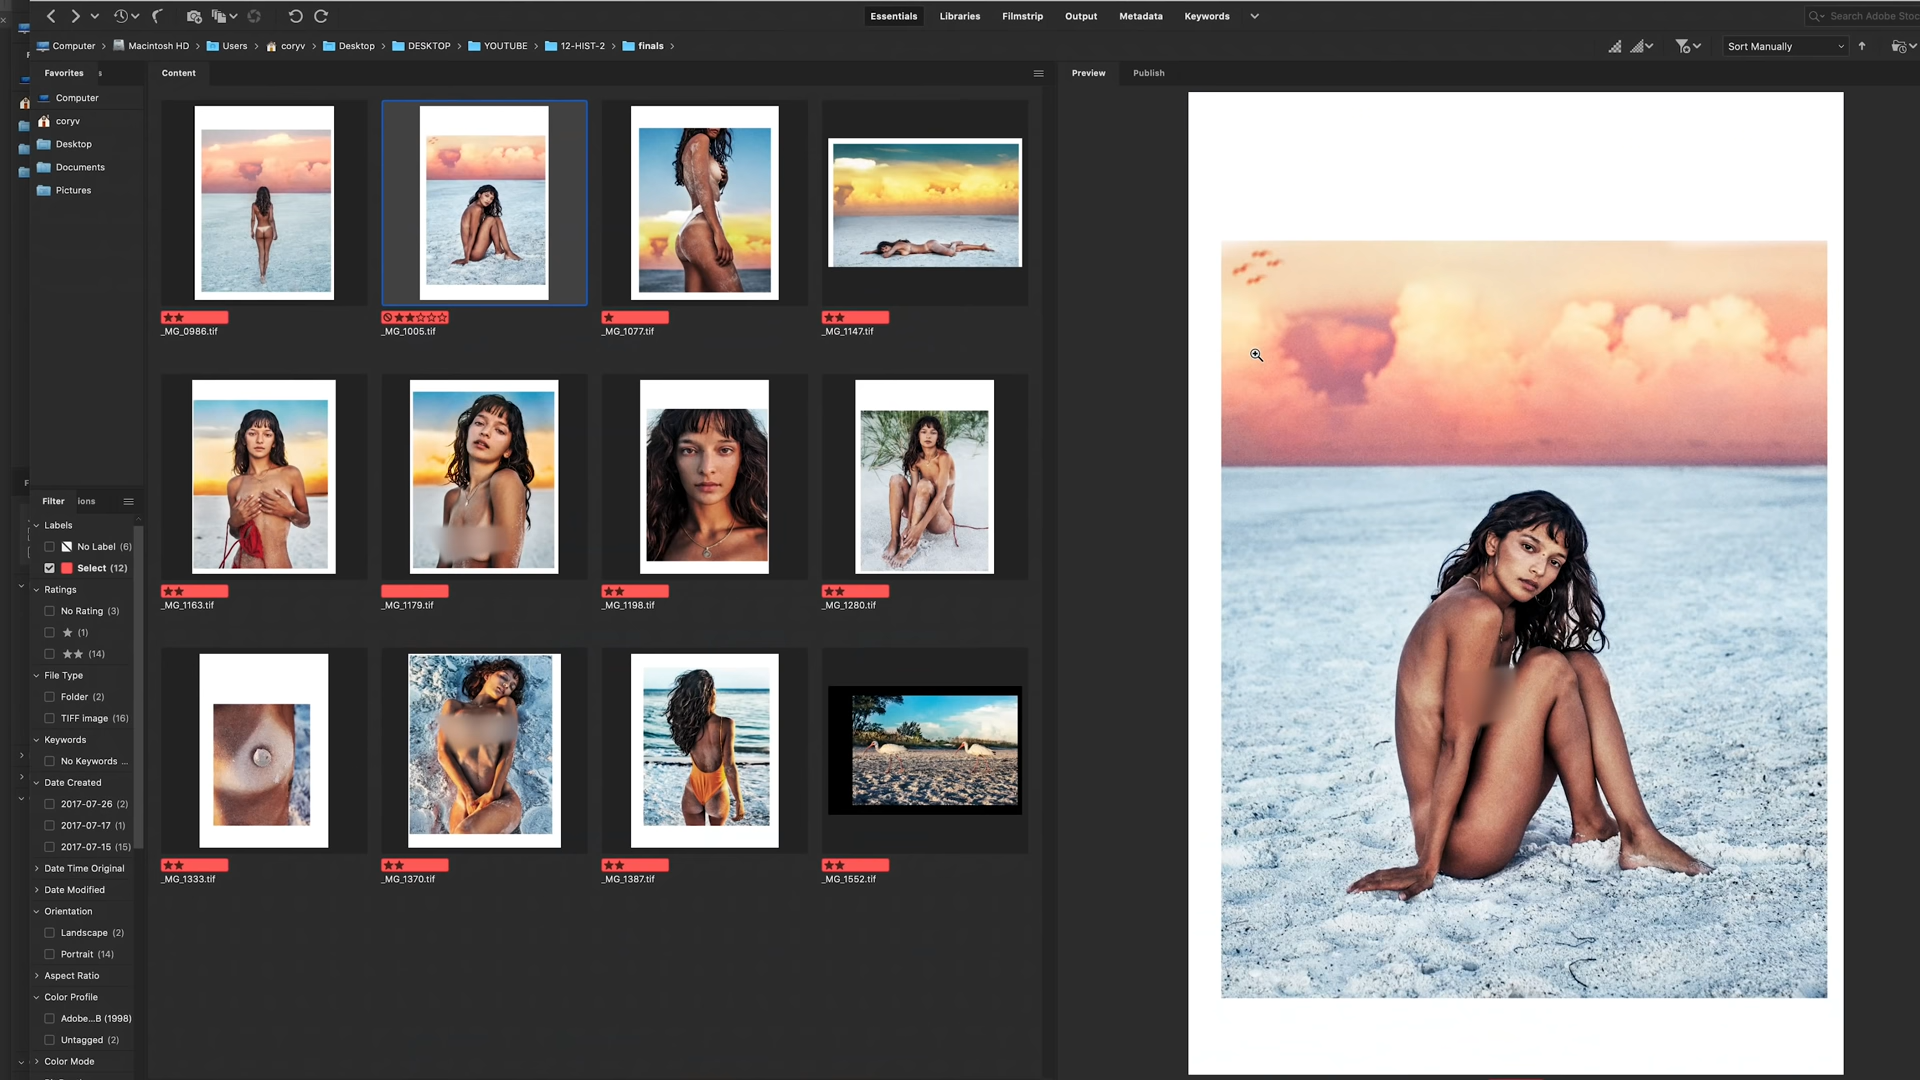 Essentials Libraries Filmstrip Output Metadata Keywords
Search Adobe Stoc
Computer Macintosh HD Users coryv Desktop DESKTOP YOUTUBE 12-HIST-2 finals
Sort Manually
Favorites s
Content
Preview Publish
Computer
coryv
Desktop
Documents
Pictures
_MG_0986.tif
_MG_1005.tif
_MG_1077.tif
_MG_1147.tif
_MG_1163.tif
_MG_1179.tif
_MG_1198.tif
_MG_1280.tif
_MG_1333.tif
_MG_1370.tif
_MG_1387.tif
_MG_1552.tif
Filter ions
Labels
No Label (6)
Select (12)
Ratings
No Rating (3)
★ (1)
★★ (14)
File Type
Folder (2)
TIFF image (16)
Keywords
No Keywords ...
Date Created
2017-07-26 (2)
2017-07-17 (1)
2017-07-15 (15)
Date Time Original
Date Modified
Orientation
Landscape (2)
Portrait (14)
Aspect Ratio
Color Profile
Adobe...B (1998)
Untagged (2)
Color Mode